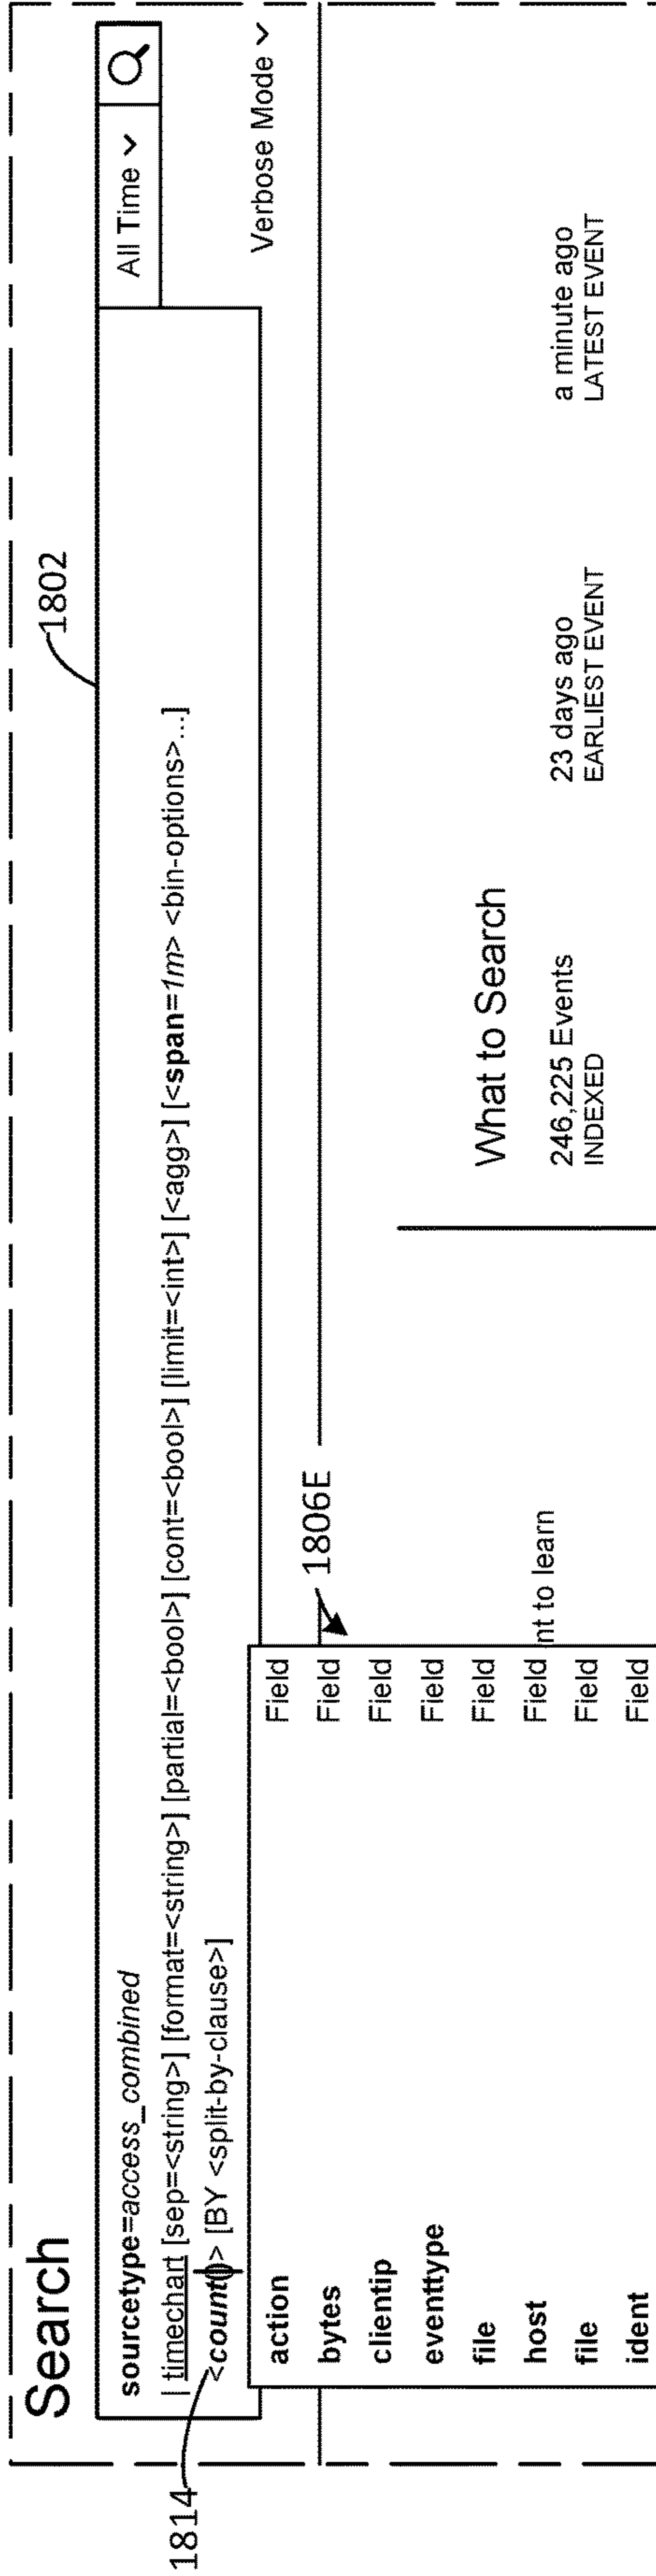 Search
1802
sourcetype=access_combined
All Time
| timechart [sep=<string>] [format=<string>] [partial=<bool>] [cont=<bool>] [limit=<int>] [<agg>] [<span=1m> <bin-options>...]
1814
<count()> [BY <split-by-clause>]
Verbose Mode
action Field
1806E
bytes Field
clientip Field
eventtype Field
file Field
What to Search
host Field
nt to learn
246,225 Events
INDEXED
23 days ago
EARLIEST EVENT
a minute ago
LATEST EVENT
file Field
ident Field